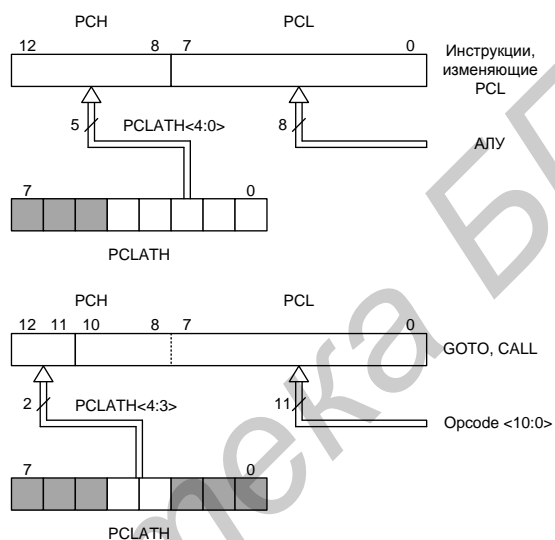 PCH PCL
12 8 7 0
Инструкции,
изменяющие
PCL
5 PCLATH<4:0> 8
АЛУ
7 0
PCLATH
PCH PCL
12 11 10 8 7 0
GOTO, CALL
2 PCLATH<4:3> 11
Opcode <10:0>
7 0
PCLATH
тека БГ